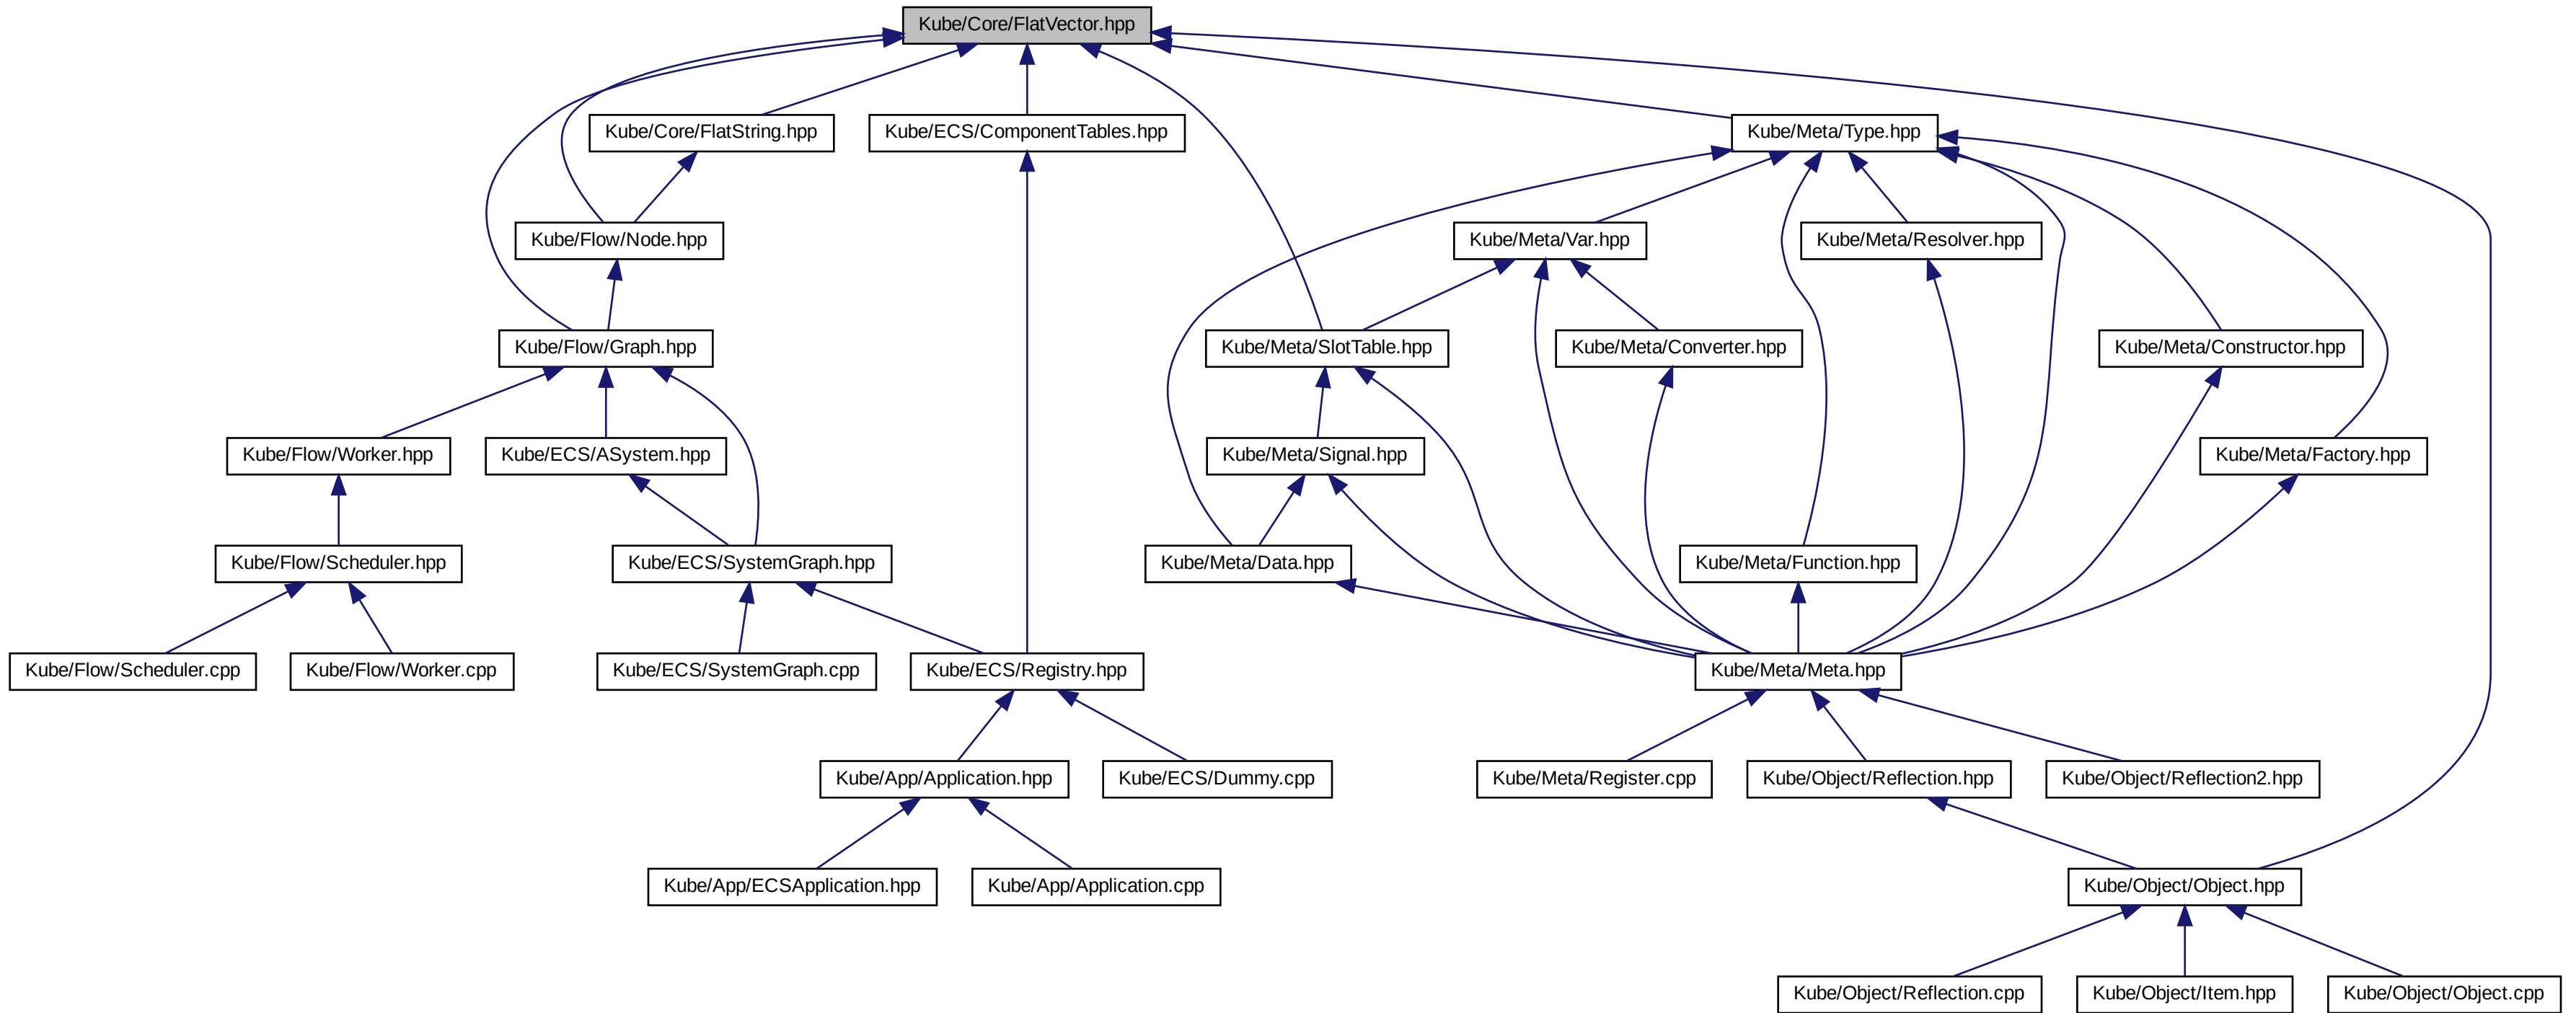 Kube/Core/FlatVector.hpp
Kube/Core/FlatString.hpp
Kube/ECS/ComponentTables.hpp
Kube/Meta/Type.hpp
Kube/Flow/Node.hpp
Kube/Meta/Var.hpp
Kube/Meta/Resolver.hpp
Kube/Flow/Graph.hpp
Kube/Meta/SlotTable.hpp
Kube/Meta/Converter.hpp
Kube/Meta/Constructor.hpp
Kube/Flow/Worker.hpp
Kube/ECS/ASystem.hpp
Kube/Meta/Signal.hpp
Kube/Meta/Factory.hpp
Kube/Flow/Scheduler.hpp
Kube/ECS/SystemGraph.hpp
Kube/Meta/Data.hpp
Kube/Meta/Function.hpp
Kube/Flow/Scheduler.cpp
Kube/Flow/Worker.cpp
Kube/ECS/SystemGraph.cpp
Kube/ECS/Registry.hpp
Kube/Meta/Meta.hpp
Kube/App/Application.hpp
Kube/ECS/Dummy.cpp
Kube/Meta/Register.cpp
Kube/Object/Reflection.hpp
Kube/Object/Reflection2.hpp
Kube/App/ECSApplication.hpp
Kube/App/Application.cpp
Kube/Object/Object.hpp
Kube/Object/Reflection.cpp
Kube/Object/Item.hpp
Kube/Object/Object.cpp